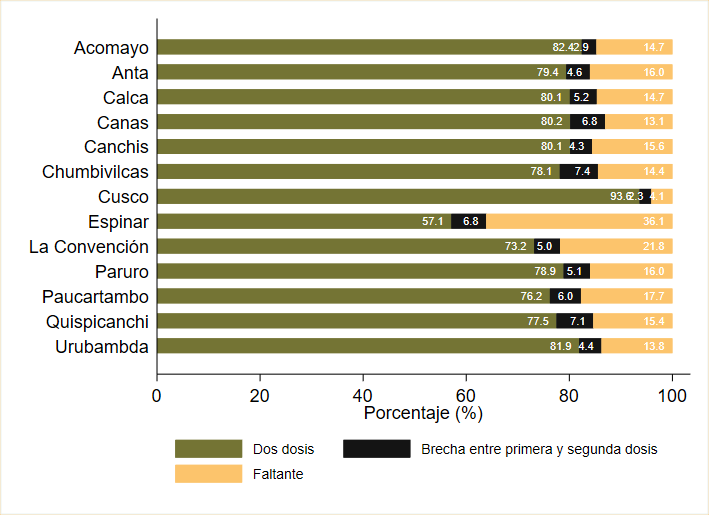 Acomayo 82.4 2.9 14.7
Anta 79.4 4.6 16.0
Calca 80.1 5.2 14.7
Canas 80.2 6.8 13.1
Canchis 80.1 4.3 15.6
Chumbivilcas 78.1 7.4 14.4
Cusco 93.6 2.3 4.1
Espinar 57.1 6.8 36.1
La Convención 73.2 5.0 21.8
Paruro 78.9 5.1 16.0
Paucartambo 76.2 6.0 17.7
Quispicanchi 77.5 7.1 15.4
Urubambda 81.9 4.4 13.8
0 20 40 60 80 100
Porcentaje (%)
Dos dosis Brecha entre primera y segunda dosis
Faltante